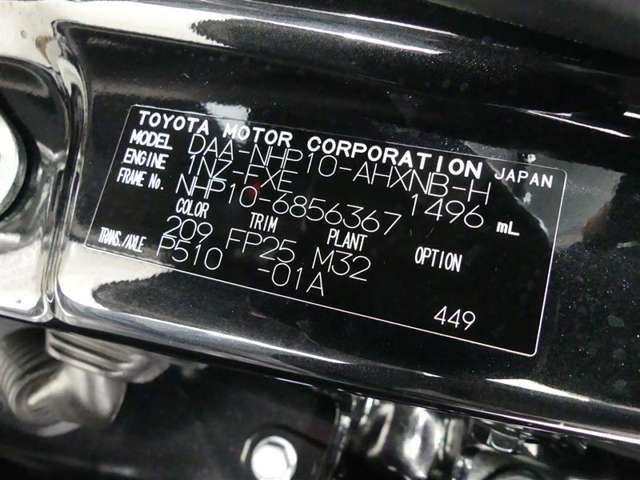 TOYOTA MOTOR CORPORATION JAPAN
MODEL DAA-NHP10-AHXNB-H
ENGINE 1NZ-FXE 1496 mL
FRAME No. NHP10-6856367
COLOR TRIM PLANT OPTION
209 FP25 M32
TRANS./AXLE P510 -01A
449